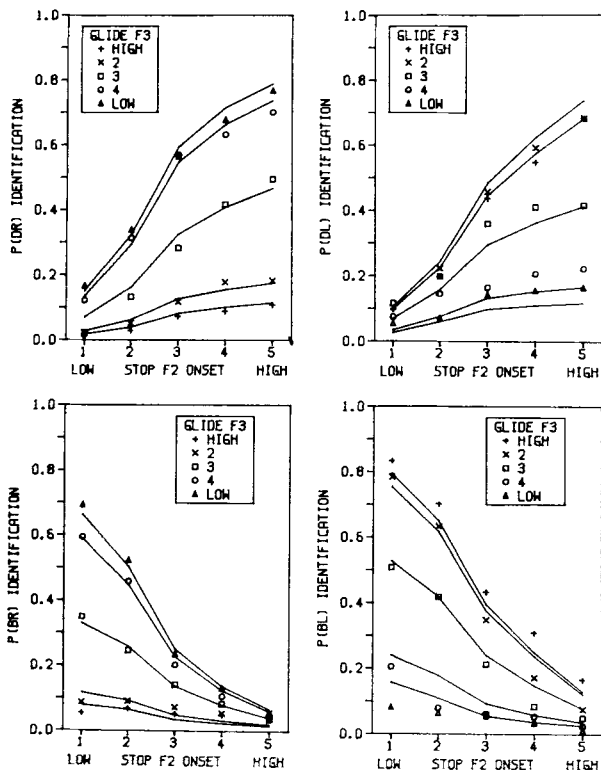 P(DR) IDENTIFICATION
1.0
0.8
0.6
0.4
0.2
0.0
GLIDE F3
+ HIGH
× 2
□ 3
○ 4
▲ LOW
1 2 3 4 5
LOW STOP F2 ONSET HIGH
P(DL) IDENTIFICATION
1.0
0.8
0.6
0.4
0.2
0.0
GLIDE F3
+ HIGH
× 2
□ 3
○ 4
▲ LOW
1 2 3 4 5
LOW STOP F2 ONSET HIGH
P(BR) IDENTIFICATION
1.0
0.8
0.6
0.4
0.2
0.0
GLIDE F3
+ HIGH
× 2
□ 3
○ 4
▲ LOW
1 2 3 4 5
LOW STOP F2 ONSET HIGH
P(BL) IDENTIFICATION
1.0
0.8
0.6
0.4
0.2
0.0
GLIDE F3
+ HIGH
× 2
□ 3
○ 4
▲ LOW
1 2 3 4 5
LOW STOP F2 ONSET HIGH